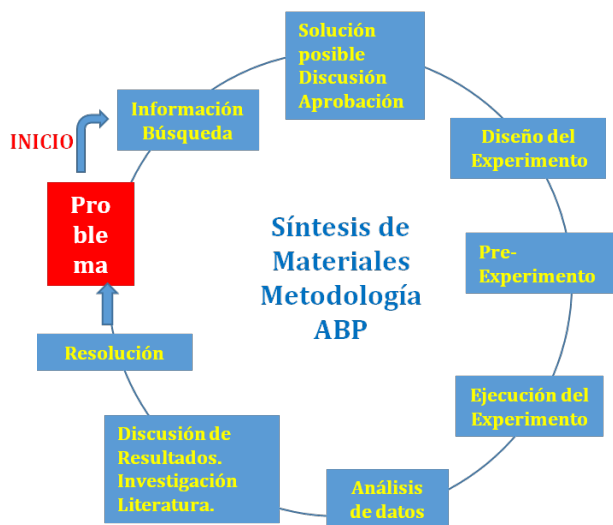 INICIO
Pro
ble
ma
Información
Búsqueda
Solución
posible
Discusión
Aprobación
Diseño del
Experimento
Pre-
Experimento
Ejecución del
Experimento
Análisis
de datos
Discusión de
Resultados.
Investigación
Literatura.
Resolución
Síntesis de
Materiales
Metodología
ABP